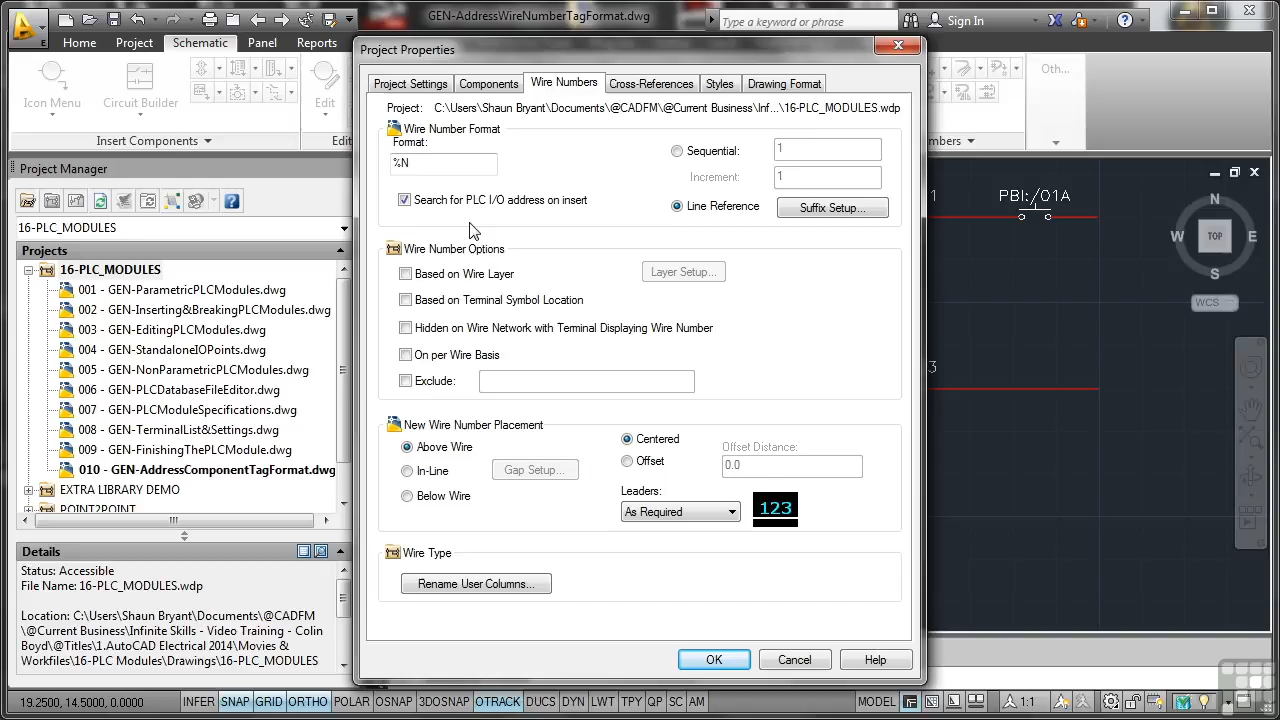 GEN-AddressWireNumberTagFormat.dwg
Type a keyword or phrase
Sign In
E
Home Project Schematic Panel Reports
Icon Menu
Circuit Builder
Edit
Insert Components
Oth...
Project Properties
Project Settings Components Wire Numbers Cross-References Styles Drawing Format
Project: C:\Users\Shaun Bryant\Documents\@CADFM\@Current Business\Inf...\16-PLC_MODULES.wdp
Wire Number Format
Format:
%N
Search for PLC I/O address on insert
Sequential: 1
Increment: 1
Line Reference Suffix Setup...
Wire Number Options
Based on Wire Layer Layer Setup...
Based on Terminal Symbol Location
Hidden on Wire Network with Terminal Displaying Wire Number
On per Wire Basis
Exclude:
New Wire Number Placement
Above Wire
In-Line Gap Setup...
Below Wire
Centered
Offset
Offset Distance:
0.0
Leaders:
As Required
123
Wire Type
Rename User Columns...
OK Cancel Help
Project Manager
16-PLC_MODULES
Projects
16-PLC_MODULES
001 - GEN-ParametricPLCModules.dwg
002 - GEN-Inserting&BreakingPLCModules.dwg
003 - GEN-EditingPLCModules.dwg
004 - GEN-StandaloneIOPoints.dwg
005 - GEN-NonParametricPLCModules.dwg
006 - GEN-PLCDatabaseFileEditor.dwg
007 - GEN-PLCModuleSpecifications.dwg
008 - GEN-TerminalList&Settings.dwg
009 - GEN-FinishingThePLCModule.dwg
010 - GEN-AddressComponentTagFormat.dwg
EXTRA LIBRARY DEMO
POINT2POINT
Details
Status: Accessible
File Name: 16-PLC_MODULES.wdp
Location: C:\Users\Shaun Bryant\Documents\@CADFM
\@Current Business\Infinite Skills - Video Training - Colin
Boyd\@Titles\1.AutoCAD Electrical 2014\Movies &
Workfiles\16-PLC Modules\Drawings\16-PLC_MODULES
1
PBI:/01A
3
N
W TOP E
S
WCS
19.2500, 14.5000, 0.0000
INFER SNAP GRID ORTHO POLAR OSNAP 3DOSNAP OTRACK DUCS DYN LWT TPY QP SC AM
MODEL
1:1